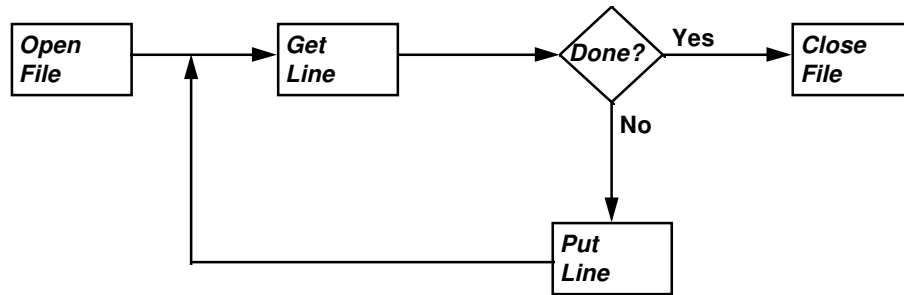 Open
File
Get
Line
Done?
Yes
Close
File
No
Put
Line